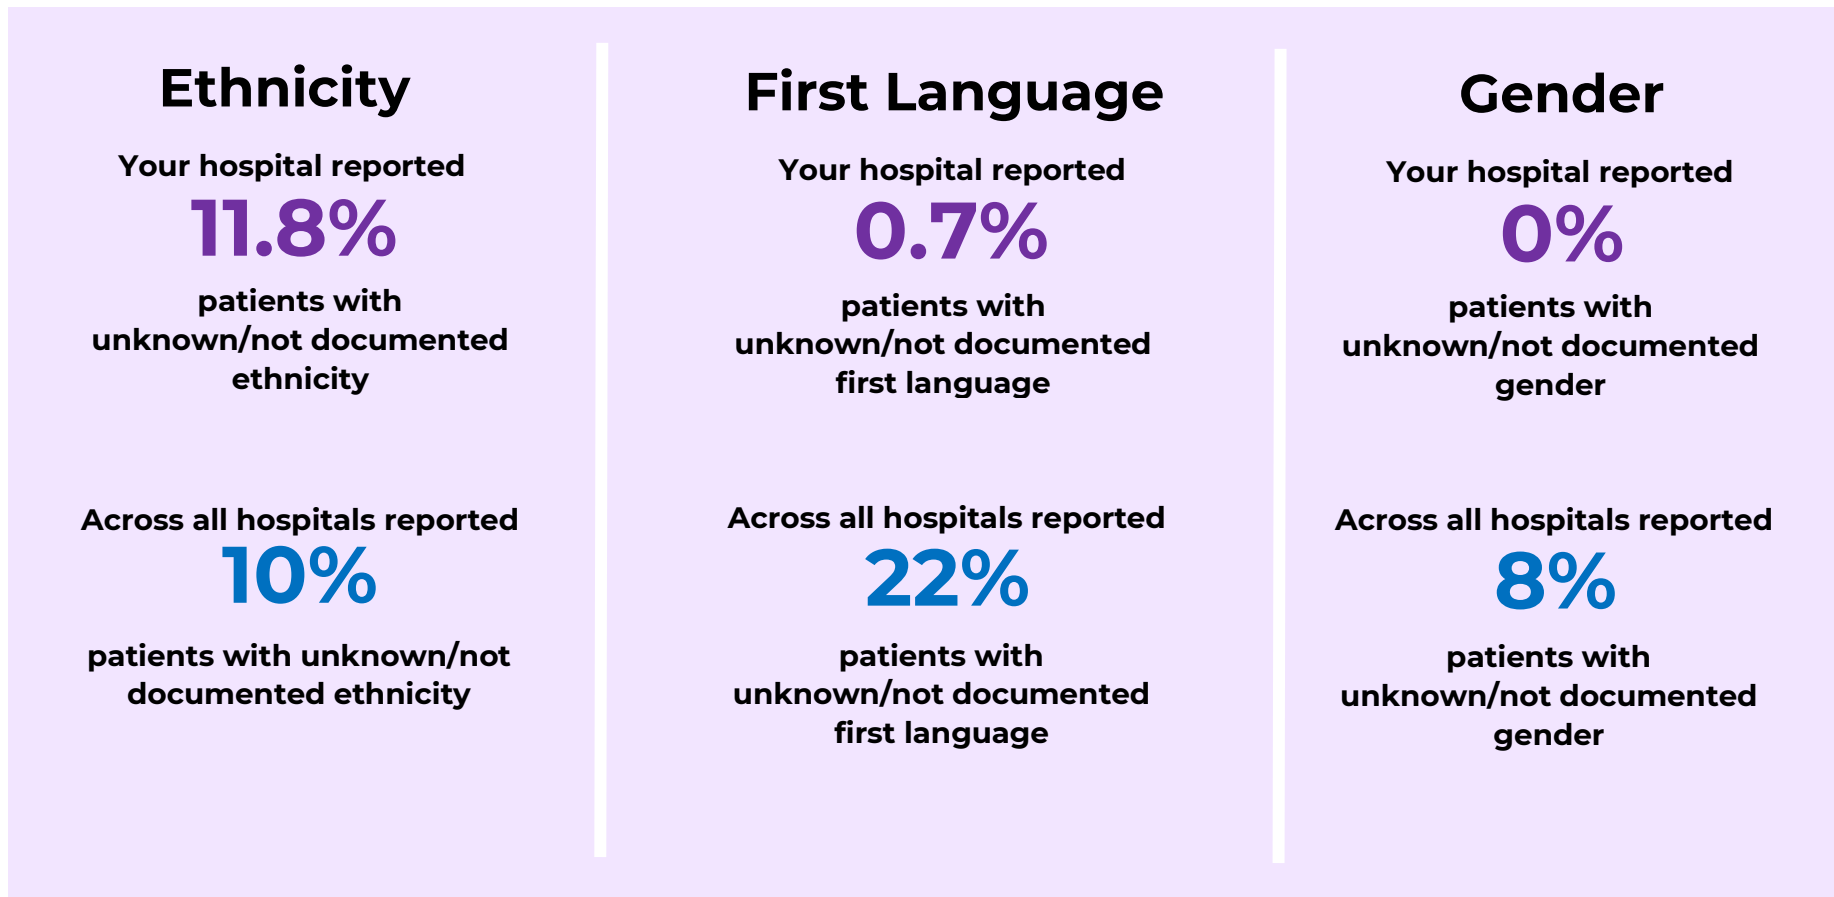 Ethnicity
Your hospital reported
11.8%
patients with
unknown/not documented
ethnicity
Across all hospitals reported
10%
patients with unknown/not
documented ethnicity
First Language
Your hospital reported
0.7%
patients with
unknown/not documented
first language
Across all hospitals reported
22%
patients with
unknown/not documented
first language
Gender
Your hospital reported
0%
patients with
unknown/not documented
gender
Across all hospitals reported
8%
patients with
unknown/not documented
gender